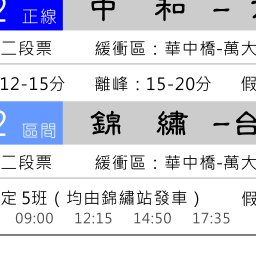 2 正線 中 和 –
二段票 緩衝區：華中橋-萬大
12-15分 離峰：15-20分 假
2 區間 錦 繡 –台
二段票 緩衝區：華中橋-萬大
定 5班（均由錦繡站發車） 假
09:00 12:15 14:50 17:35